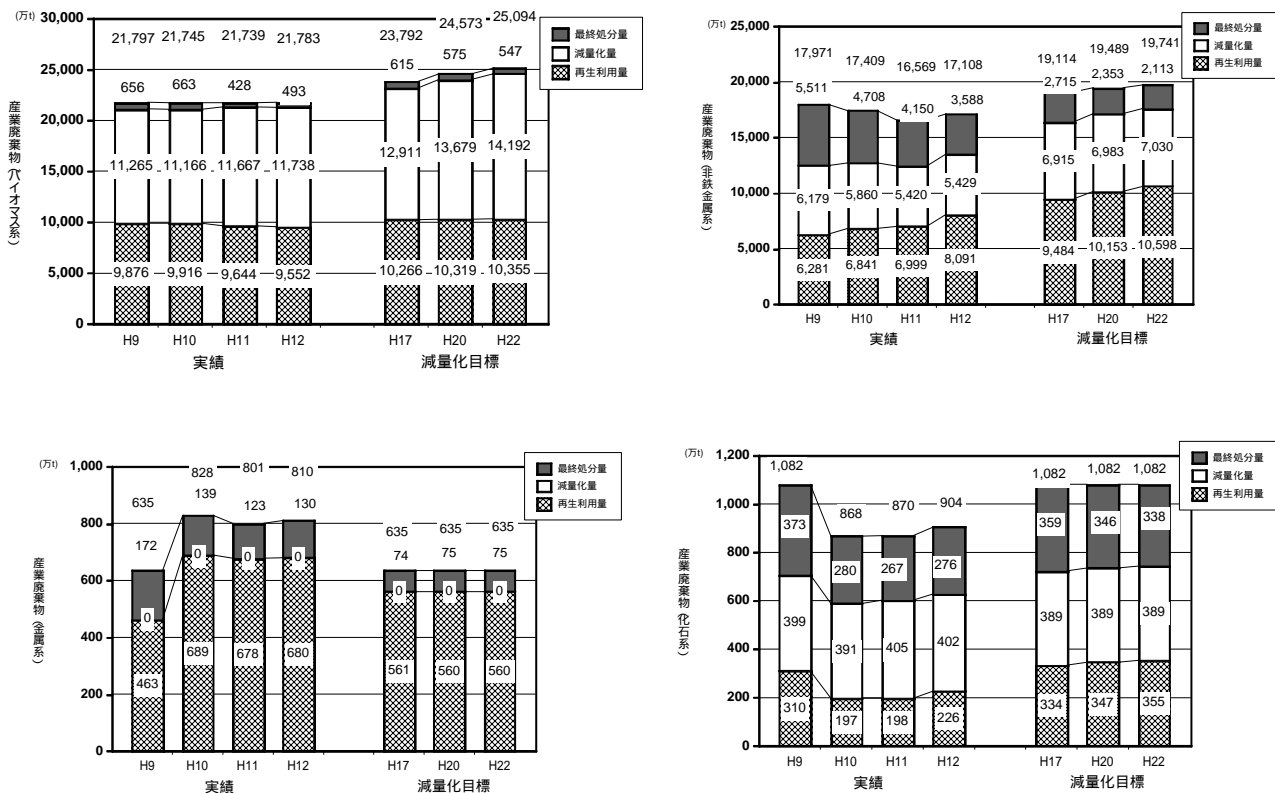 (万t)
30,000
25,000
20,000
15,000
10,000
5,000
0
産業廃棄物(バイオマス系)
21,797 21,745 21,739 21,783 23,792 24,573 25,094
656 663 428 493 615 575 547
11,265 11,166 11,667 11,738 12,911 13,679 14,192
9,876 9,916 9,644 9,552 10,266 10,319 10,355
H9 H10 H11 H12 H17 H20 H22
実績 減量化目標
最終処分量
減量化量
再生利用量
25,000
20,000
15,000
10,000
5,000
0
産業廃棄物(非鉄金属系)
17,971 17,409 16,569 17,108 19,114 19,489 19,741
5,511 4,708 4,150 3,588 2,715 2,353 2,113
6,179 5,860 5,420 5,429 6,915 6,983 7,030
6,281 6,841 6,999 8,091 9,484 10,153 10,598
H9 H10 H11 H12 H17 H20 H22
実績 減量化目標
最終処分量
減量化量
再生利用量
(万t)
1,000
800
600
400
200
0
産業廃棄物(金属系)
635 828 801 810 635 635 635
172 139 123 130 74 75 75
0 0 0 0 0 0 0
463 689 678 680 561 560 560
H9 H10 H11 H12 H17 H20 H22
実績 減量化目標
最終処分量
減量化量
再生利用量
(万t)
1,200
1,000
800
600
400
200
0
産業廃棄物(化石系)
1,082 868 870 904 1,082 1,082 1,082
373 280 267 276 359 346 338
399 391 405 402 389 389 389
310 197 198 226 334 347 355
H9 H10 H11 H12 H17 H20 H22
実績 減量化目標
最終処分量
減量化量
再生利用量